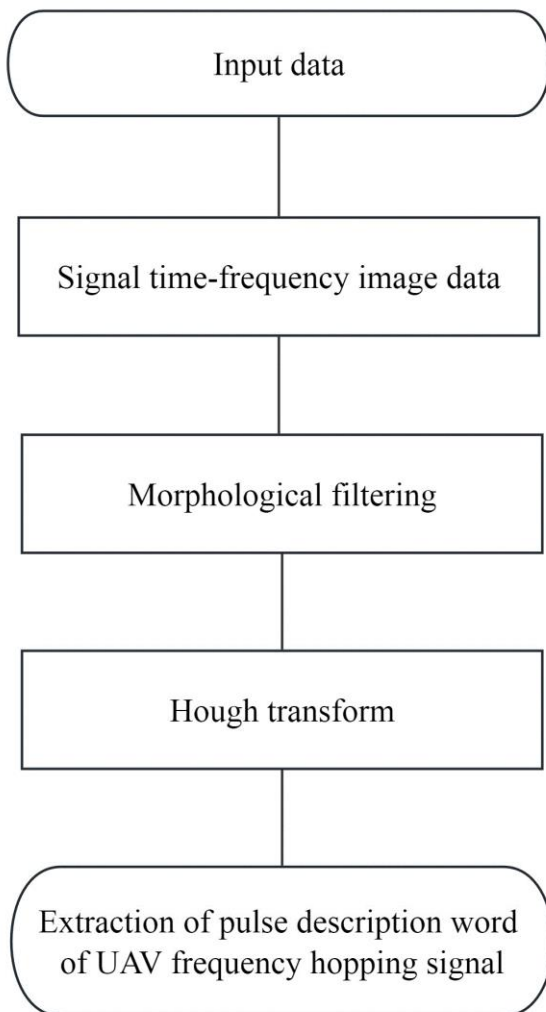 Input data
Signal time-frequency image data
Morphological filtering
Hough transform
Extraction of pulse description word
of UAV frequency hopping signal